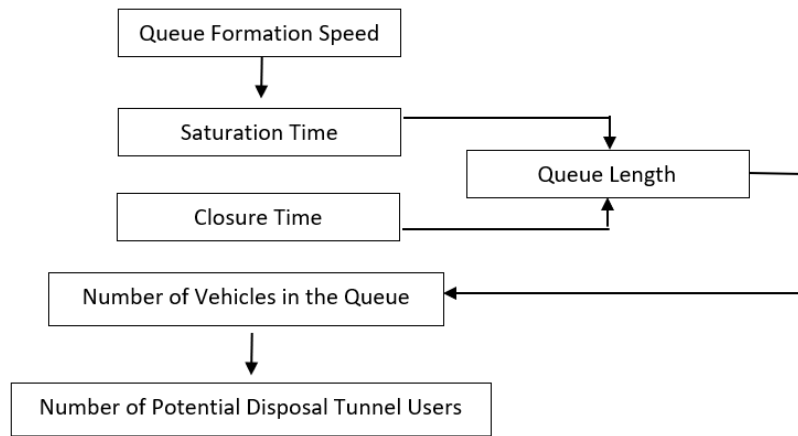 Queue Formation Speed
Saturation Time
Queue Length
Closure Time
Number of Vehicles in the Queue
Number of Potential Disposal Tunnel Users